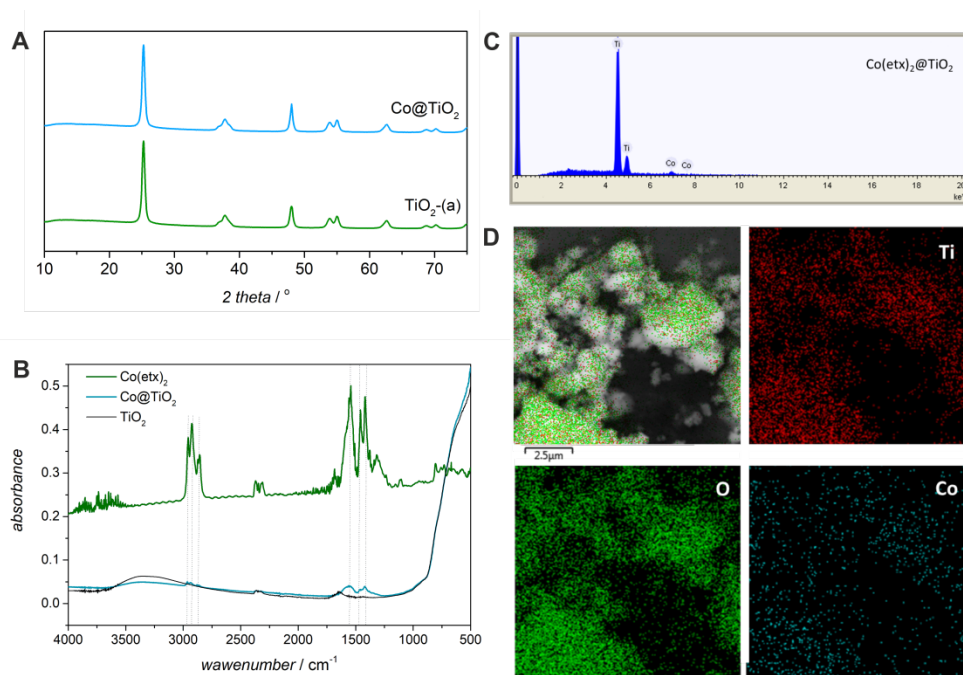 A
Co@TiO₂
TiO₂-(a)
10 20 30 40 50 60 70
2 theta / °
B
Co(etx)₂
Co@TiO₂
TiO₂
0.5
0.4
0.3
0.2
0.1
0.0
absorbance
4000 3500 3000 2500 2000 1500 1000 500
wawenumber / cm⁻¹
C
Co(etx)₂@TiO₂
Ti
Ti
Co
Co
0 2 4 6 8 10 12 14 16 18 20
keV
D
Ti
2.5µm
O
Co